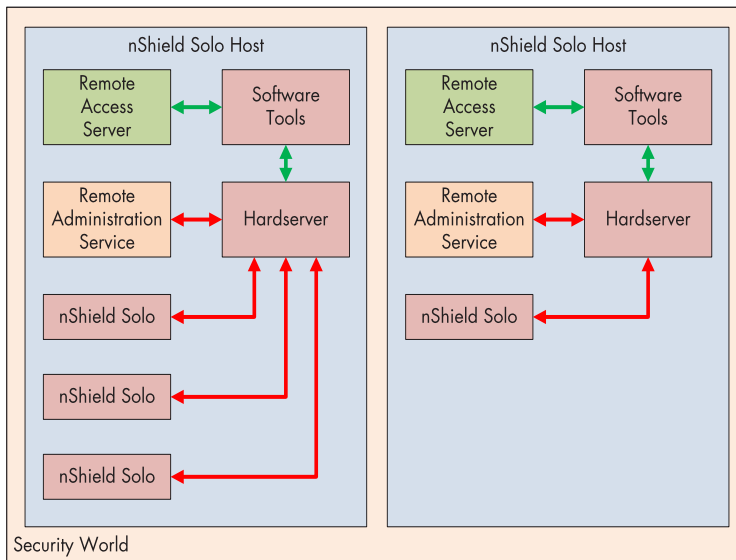 nShield Solo Host
Remote
Access
Server
Software
Tools
Remote
Administration
Service
Hardserver
nShield Solo
nShield Solo
nShield Solo
nShield Solo Host
Remote
Access
Server
Software
Tools
Remote
Administration
Service
Hardserver
nShield Solo
Security World